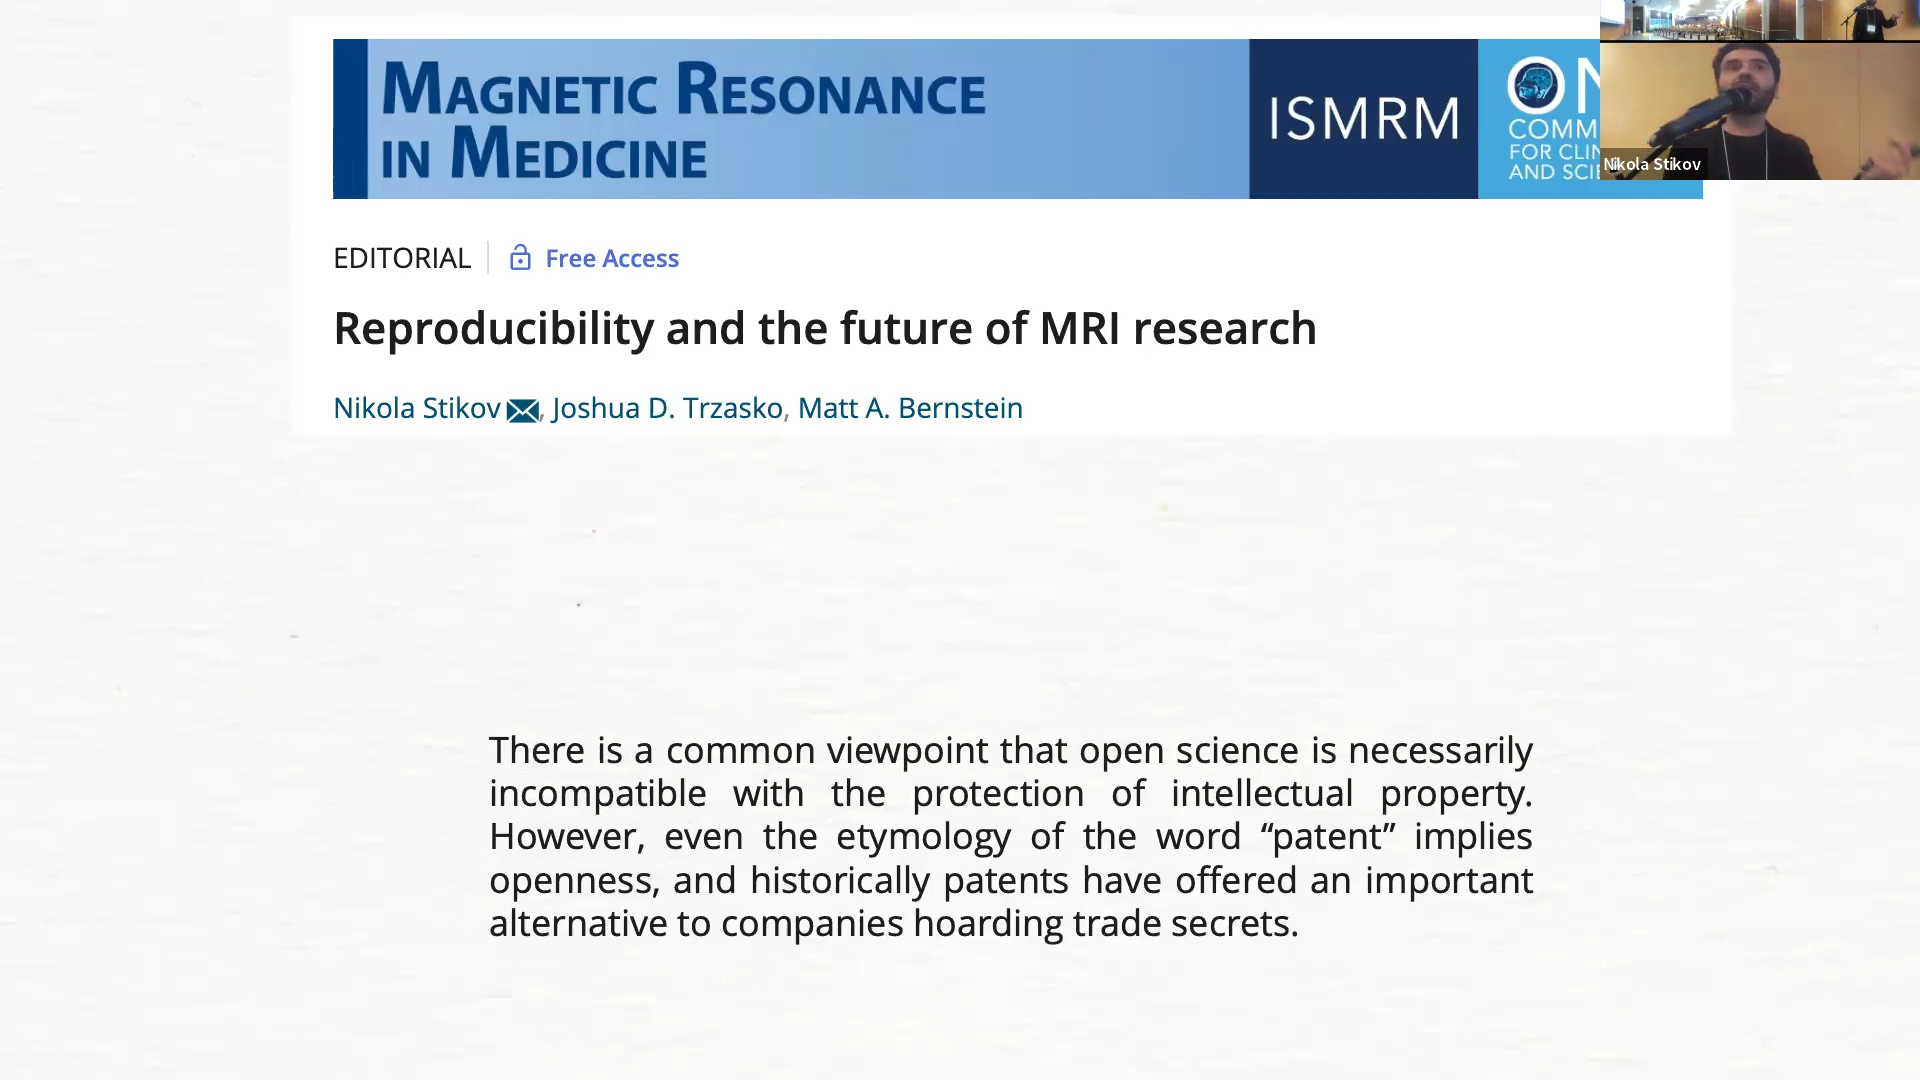 MAGNETIC RESONANCE
IN MEDICINE
ISMRM
COMM
FOR CLIN
AND SCIE
Nikola Stikov
EDITORIAL
Free Access
Reproducibility and the future of MRI research
Nikola Stikov, Joshua D. Trzasko, Matt A. Bernstein
There is a common viewpoint that open science is necessarily
incompatible with the protection of intellectual property.
However, even the etymology of the word “patent” implies
openness, and historically patents have offered an important
alternative to companies hoarding trade secrets.